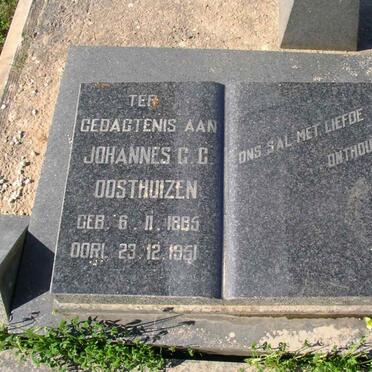 TER
GEDAGTENIS AAN
JOHANNES G. G.
OOSTHUIZEN
GEB. 6. 11. 1885
OORL. 23. 12. 1951
ONS SAL MET LIEFDE
ONTHOU